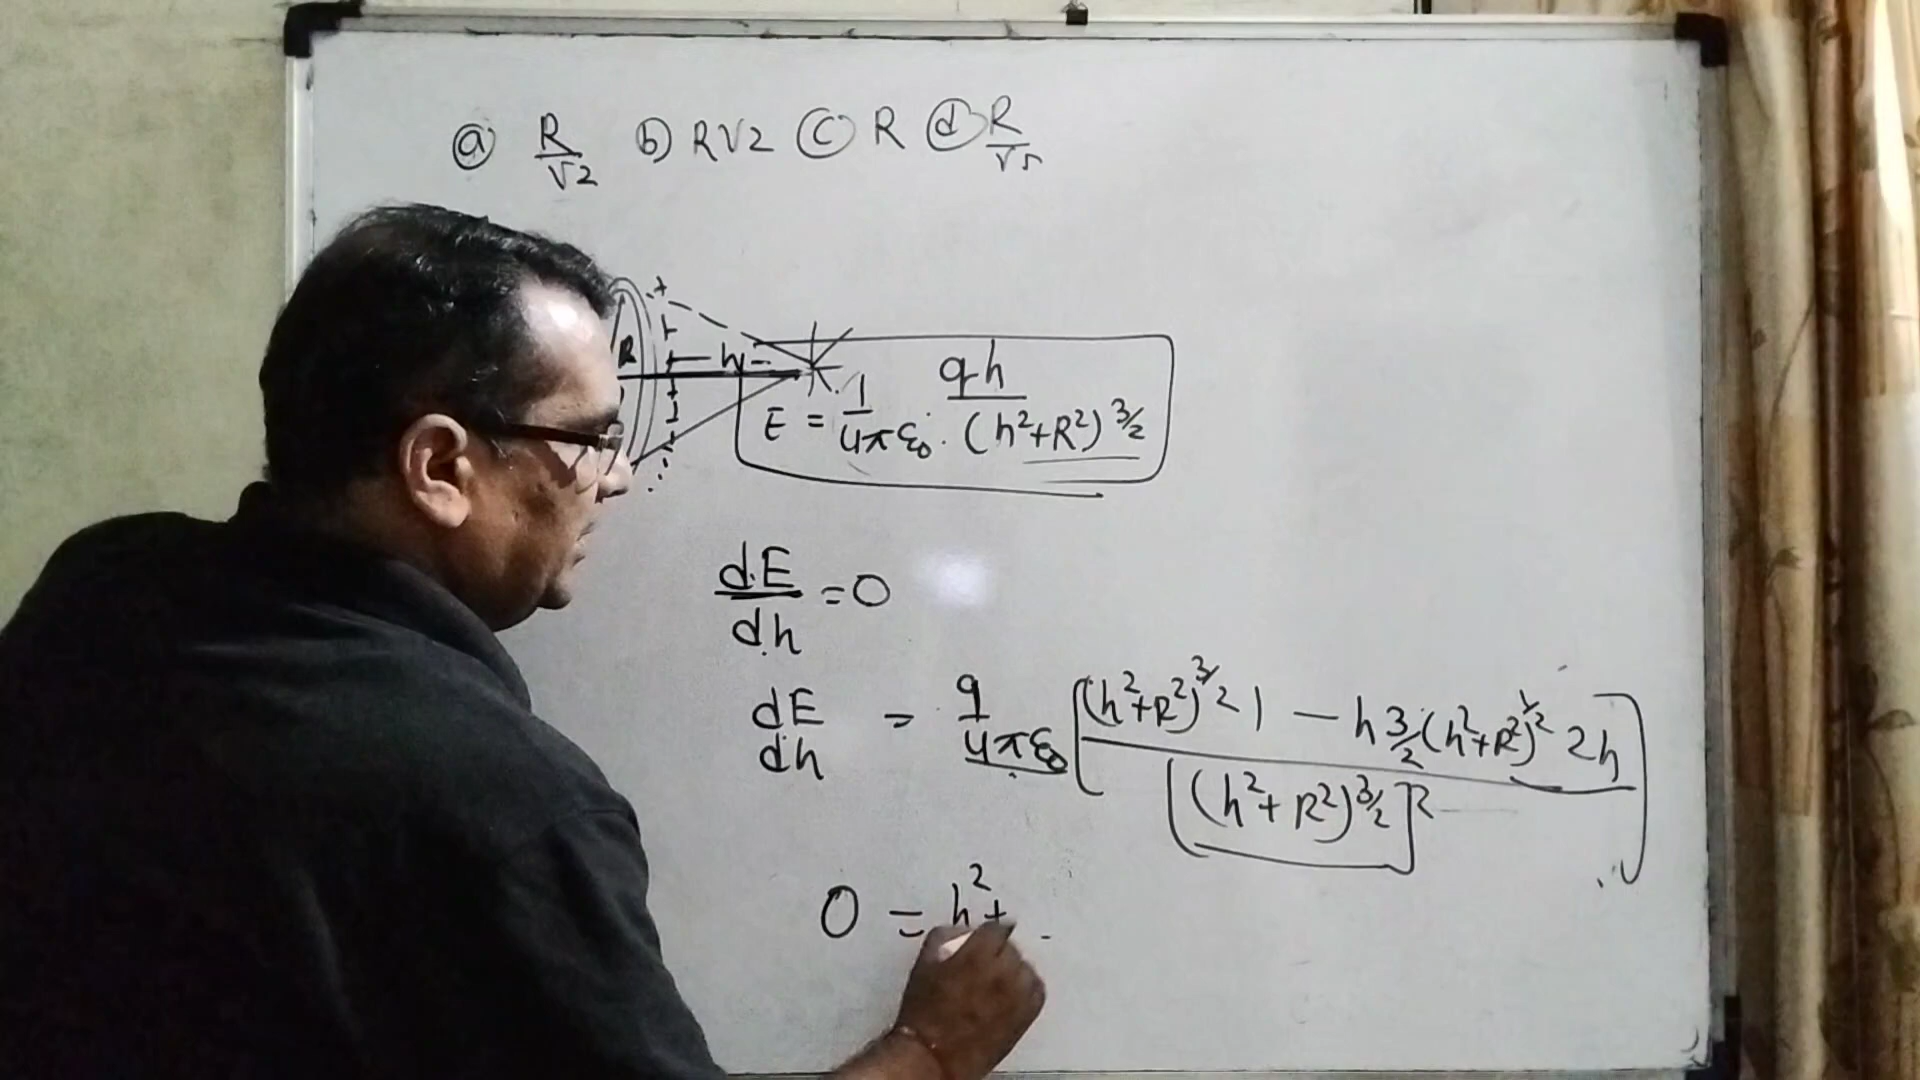 (a) R/√2 (b) R√2 (c) R (d) R/√5
R h
E = 1/4πε₀ . qh/(h²+R²)^3/2
dE/dh = 0
dE/dh = q/4πε₀ [(h²+R²)^3/2 1 — h 3/2 (h²+R²)^1/2 2h / [(h²+R²)^3/2]²]
0 = h²+